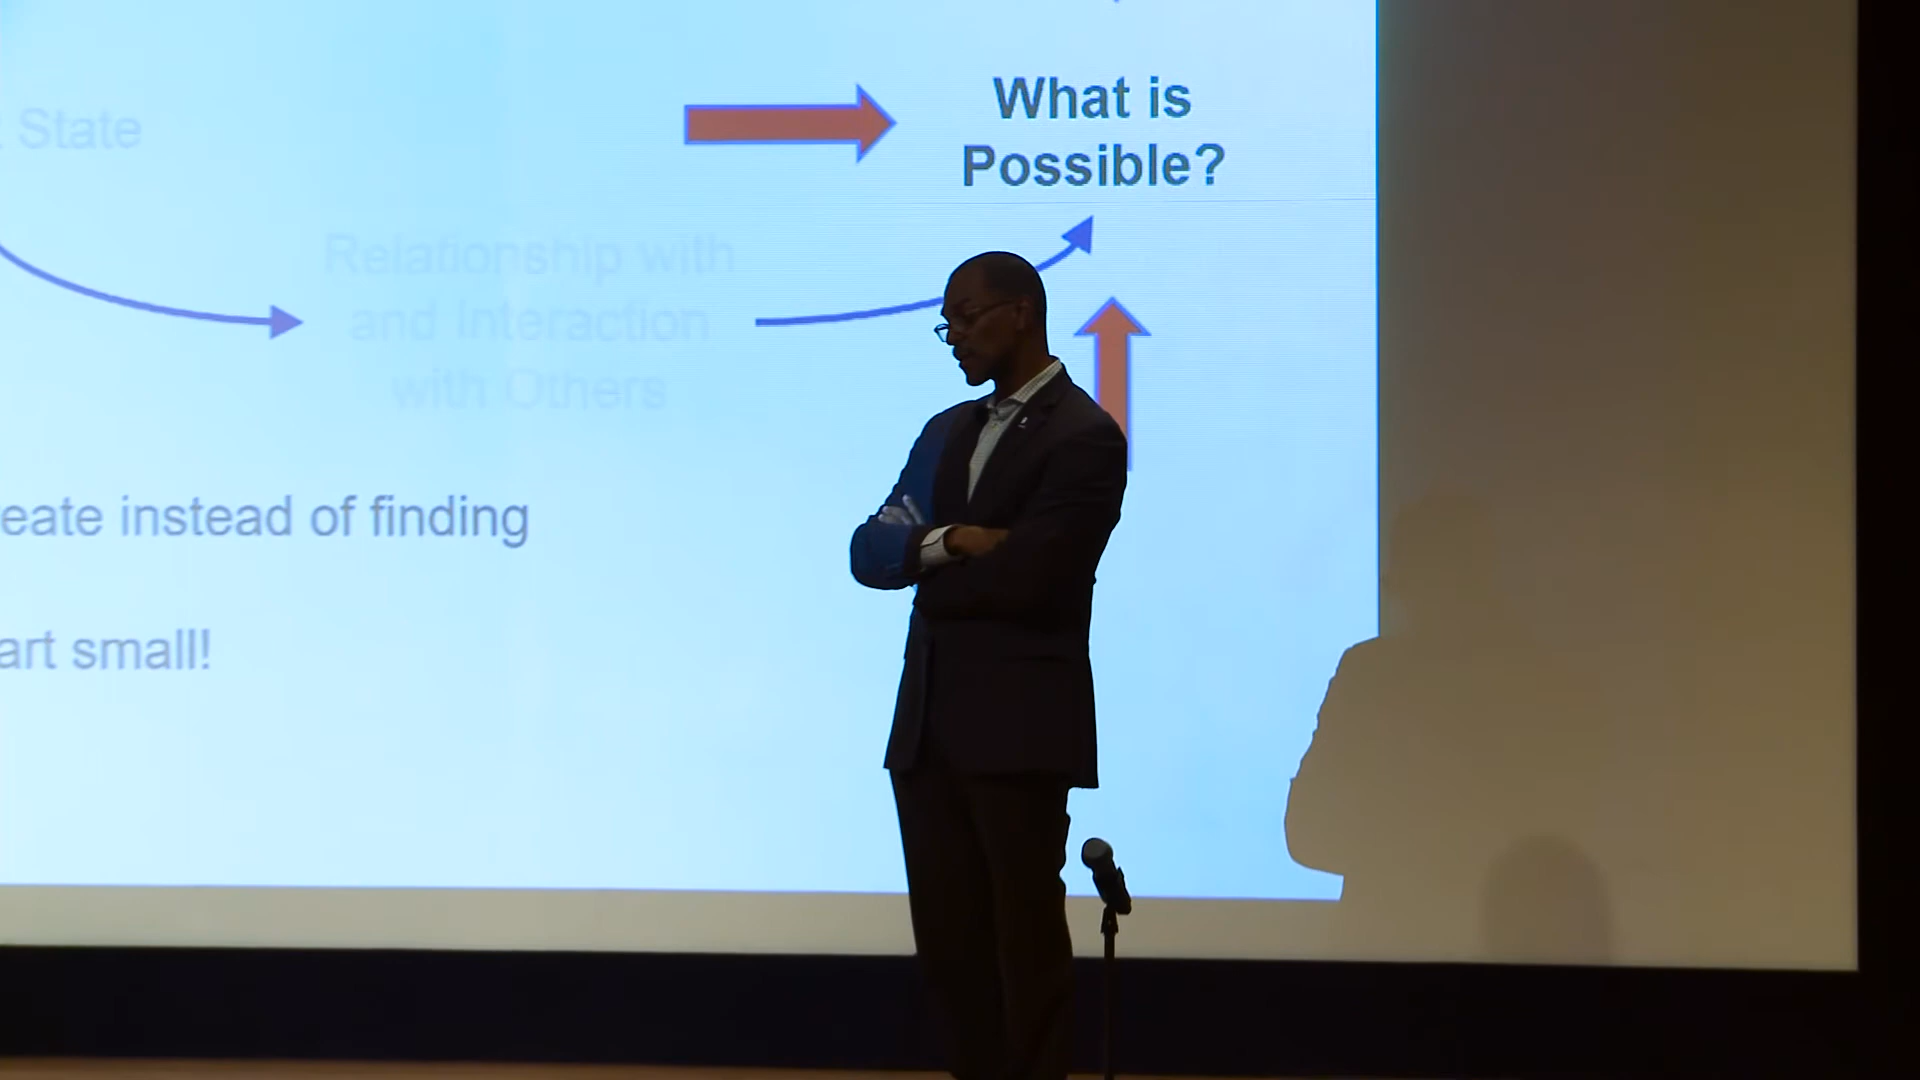 What is
Possible?
State
Relationship with
and Interaction
with Others
eate instead of finding
art small!